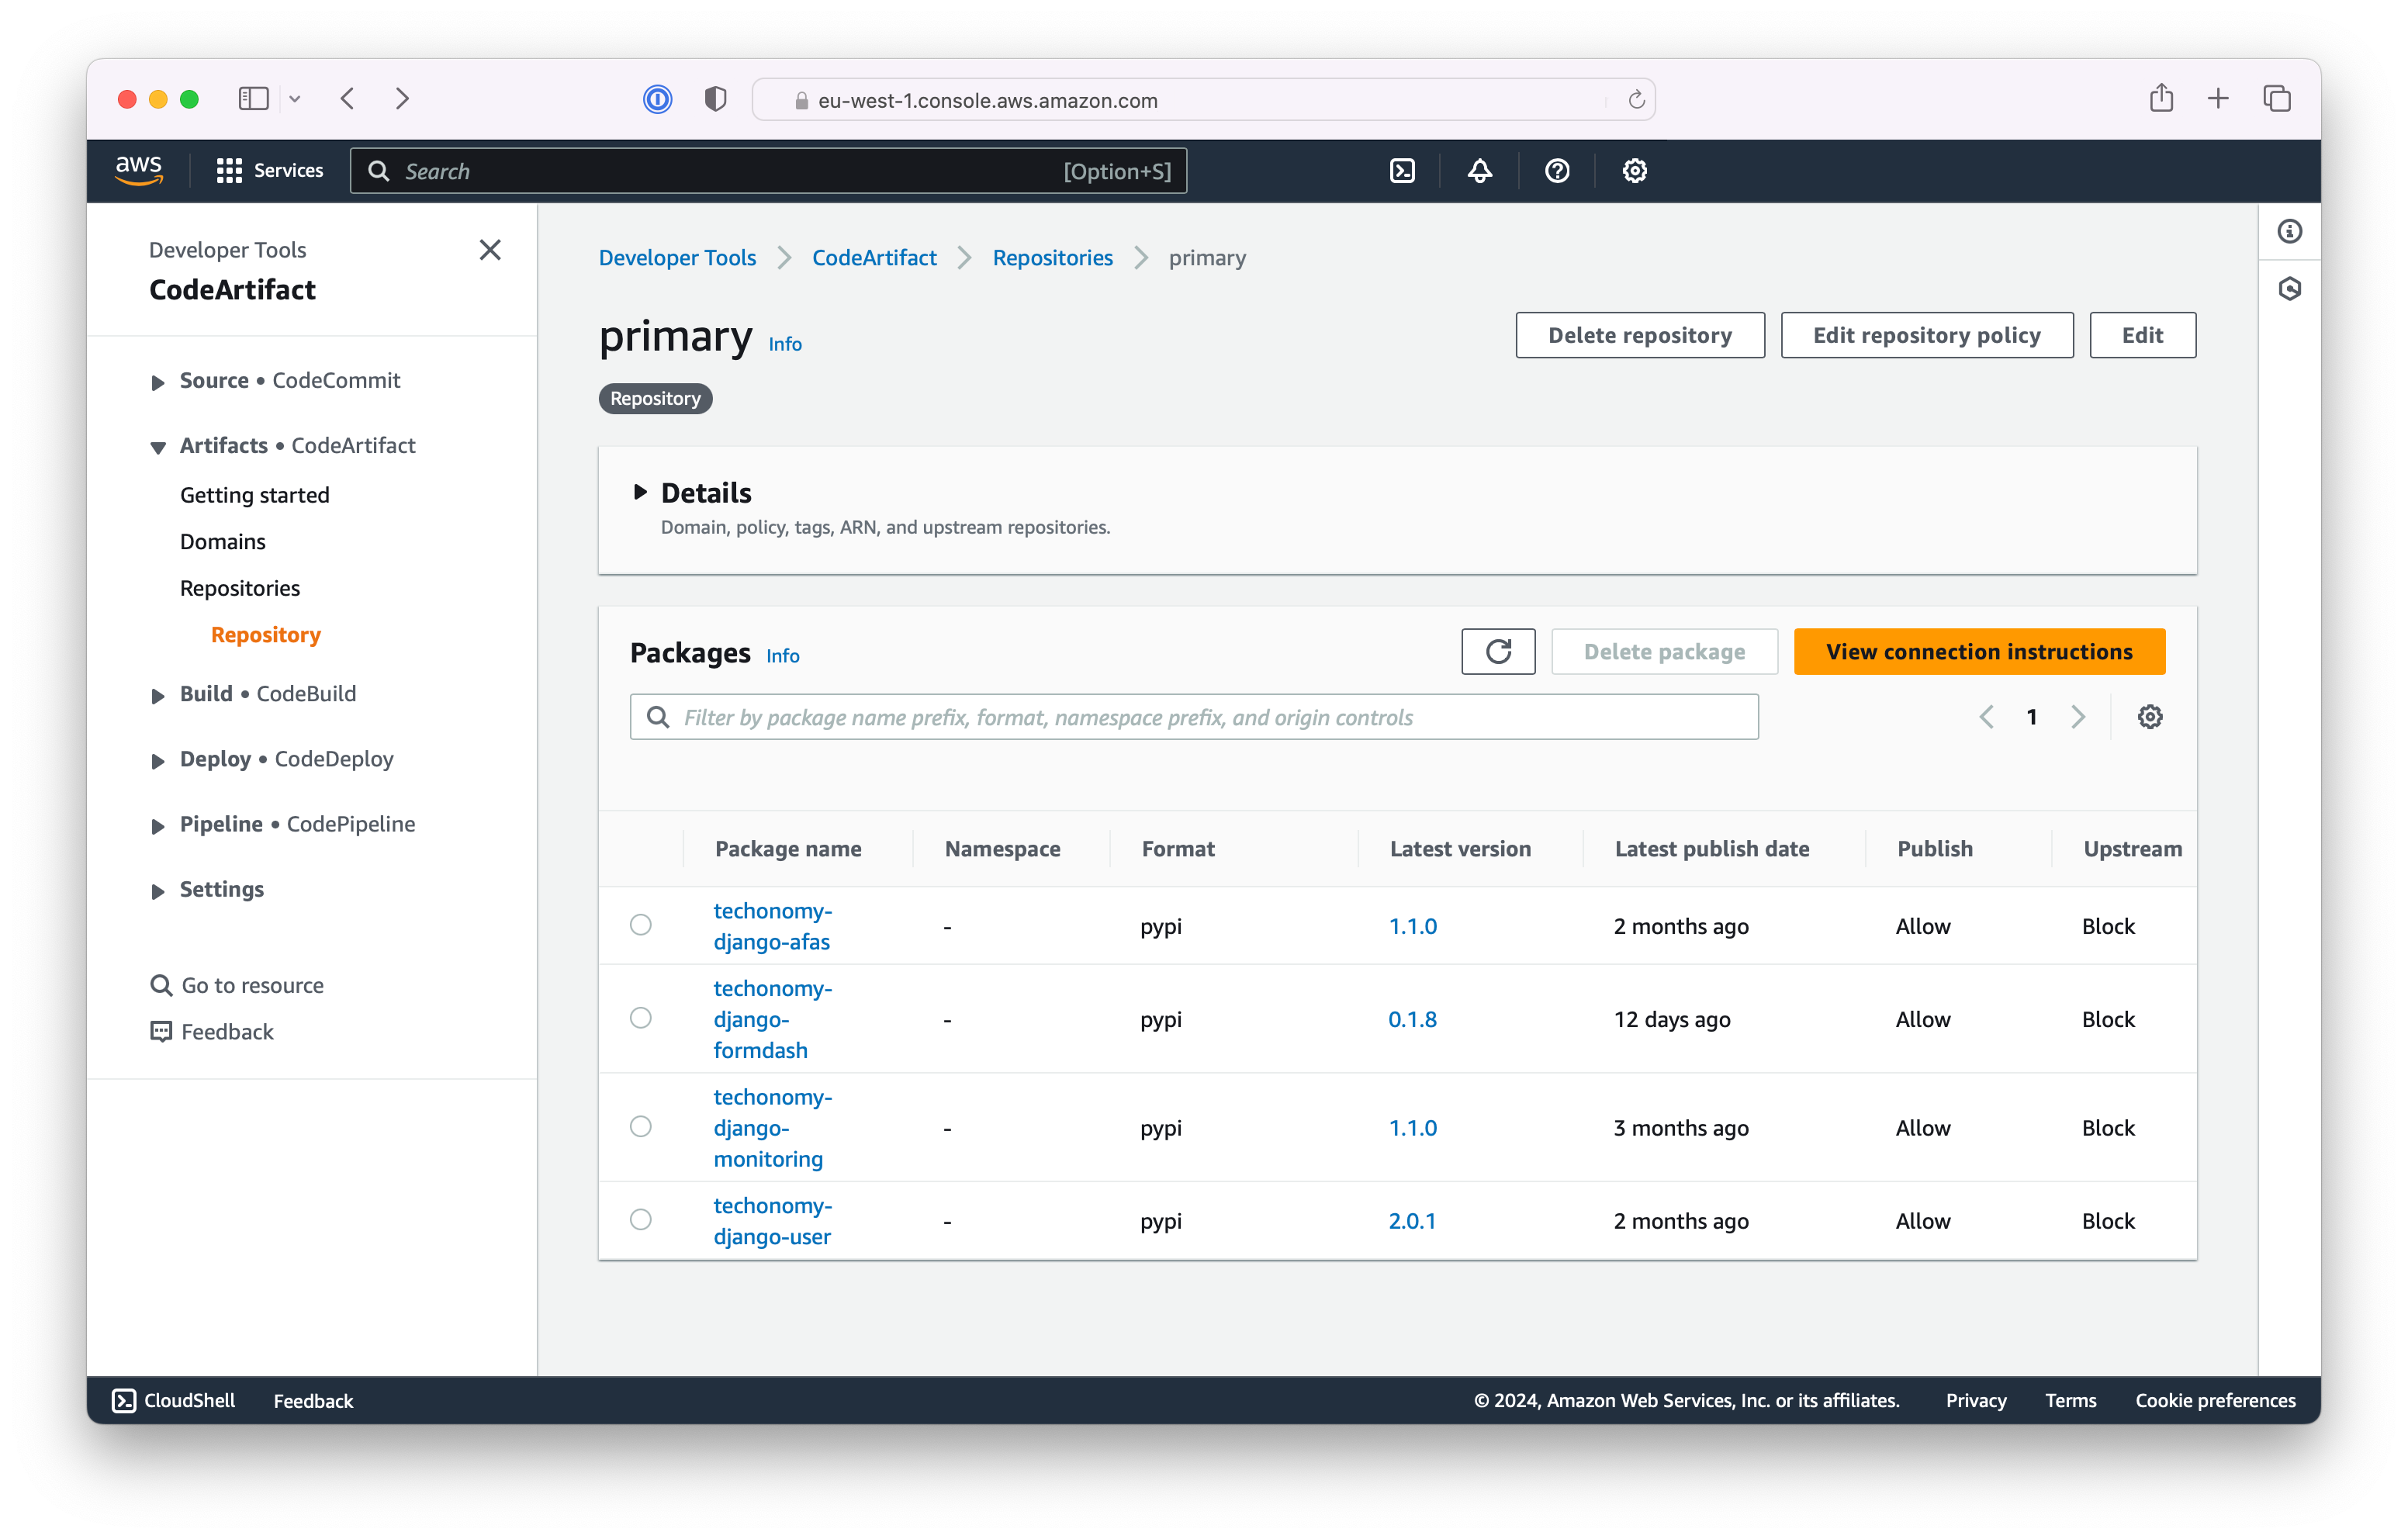 eu-west-1.console.aws.amazon.com
aws
Services
Search
[Option+S]
Developer Tools
CodeArtifact
Source • CodeCommit
Artifacts • CodeArtifact
Getting started
Domains
Repositories
Repository
Build • CodeBuild
Deploy • CodeDeploy
Pipeline • CodePipeline
Settings
Go to resource
Feedback
Developer Tools > CodeArtifact > Repositories > primary
primary Info
Delete repository
Edit repository policy
Edit
Repository
Details
Domain, policy, tags, ARN, and upstream repositories.
Packages Info
Delete package
View connection instructions
Filter by package name prefix, format, namespace prefix, and origin controls
1
Package name Namespace Format Latest version Latest publish date Publish Upstream
techonomy-
django-afas
- pypi 1.1.0 2 months ago Allow Block
techonomy-
django-
formdash
- pypi 0.1.8 12 days ago Allow Block
techonomy-
django-
monitoring
- pypi 1.1.0 3 months ago Allow Block
techonomy-
django-user
- pypi 2.0.1 2 months ago Allow Block
CloudShell Feedback © 2024, Amazon Web Services, Inc. or its affiliates. Privacy Terms Cookie preferences